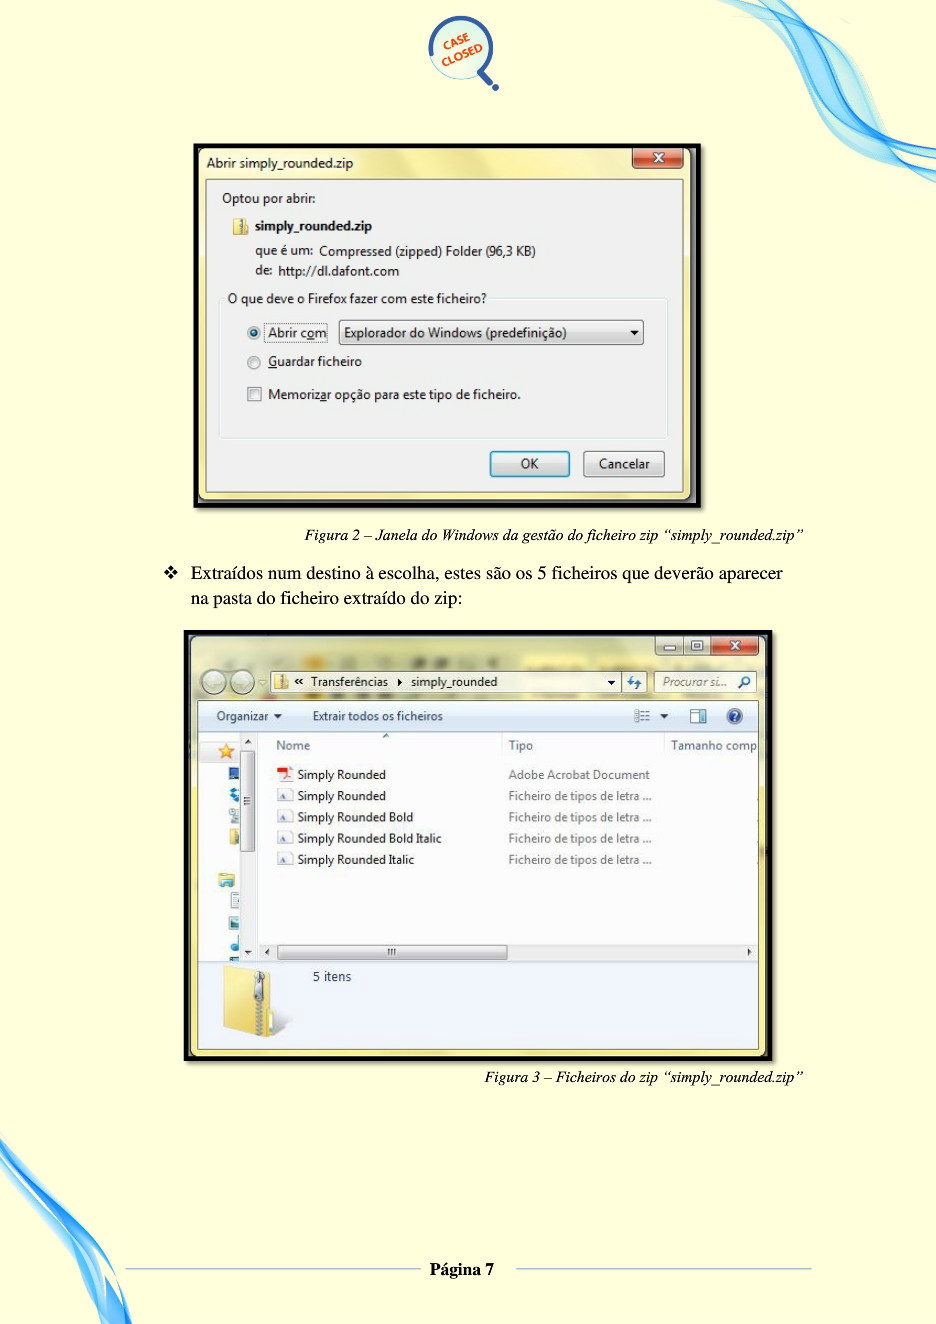 CASE
CLOSED
Abrir simply_rounded.zip
Optou por abrir:
simply_rounded.zip
que é um: Compressed (zipped) Folder (96,3 KB)
de: http://dl.dafont.com
O que deve o Firefox fazer com este ficheiro?
Abrir com Explorador do Windows (predefinição)
Guardar ficheiro
Memorizar opção para este tipo de ficheiro.
OK Cancelar
Figura 2 – Janela do Windows da gestão do ficheiro zip “simply_rounded.zip”
❖ Extraídos num destino à escolha, estes são os 5 ficheiros que deverão aparecer
na pasta do ficheiro extraído do zip:
« Transferências simply_rounded Procurar si...
Organizar Extrair todos os ficheiros
Nome Tipo Tamanho comp
Simply Rounded Adobe Acrobat Document
Simply Rounded Ficheiro de tipos de letra ...
Simply Rounded Bold Ficheiro de tipos de letra ...
Simply Rounded Bold Italic Ficheiro de tipos de letra ...
Simply Rounded Italic Ficheiro de tipos de letra ...
5 itens
Figura 3 – Ficheiros do zip “simply_rounded.zip”
Página 7